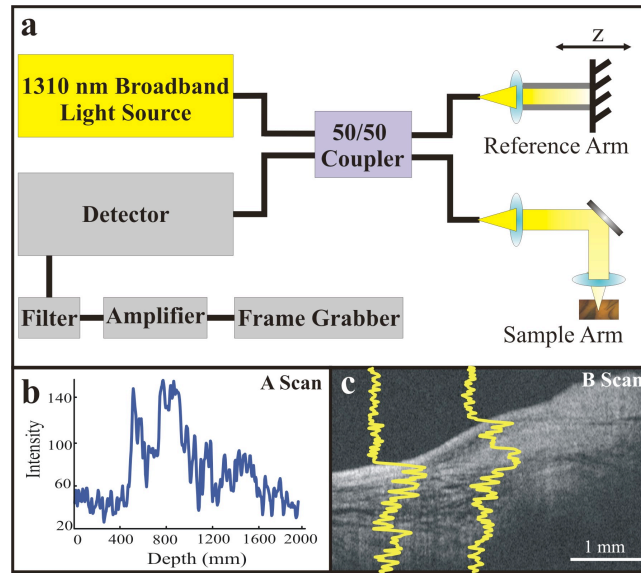 a
1310 nm Broadband
Light Source
50/50
Coupler
Z
Reference Arm
Detector
Filter
Amplifier
Frame Grabber
Sample Arm
b
A Scan
Intensity
140
100
60
20
0
400
800
1200
1600
2000
Depth (mm)
c
B Scan
1 mm